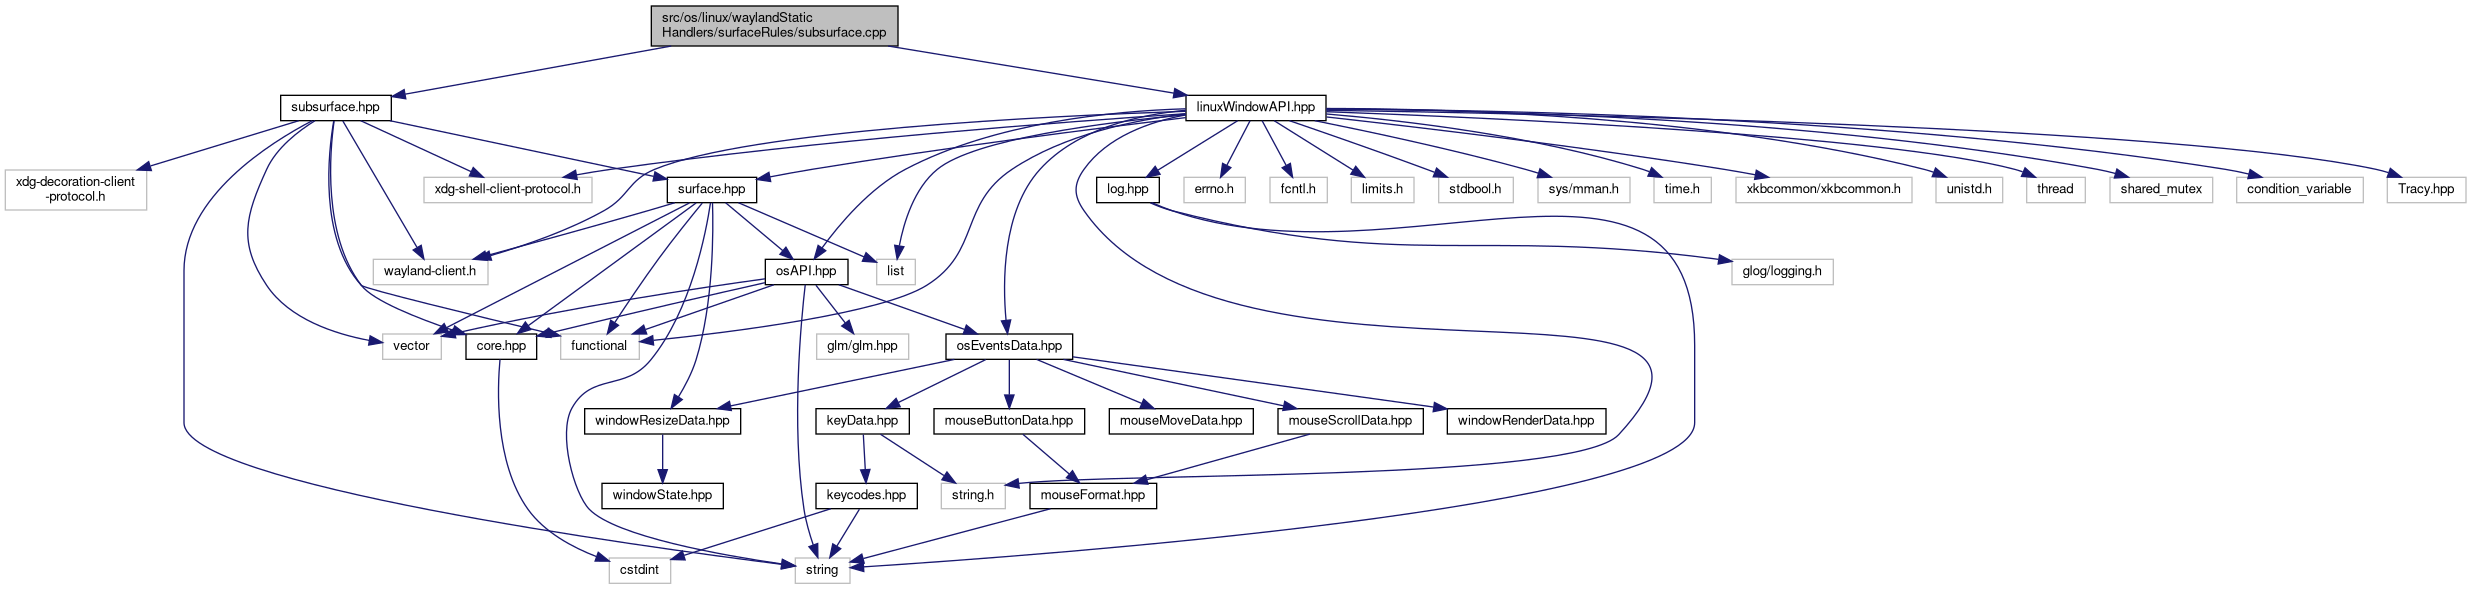 src/os/linux/waylandStatic
Handlers/surfaceRules/subsurface.cpp
subsurface.hpp
linuxWindowAPI.hpp
xdg-decoration-client
-protocol.h
xdg-shell-client-protocol.h
surface.hpp
log.hpp
errno.h
fcntl.h
limits.h
stdbool.h
sys/mman.h
time.h
xkbcommon/xkbcommon.h
unistd.h
thread
shared_mutex
condition_variable
Tracy.hpp
wayland-client.h
osAPI.hpp
list
glog/logging.h
vector
core.hpp
functional
glm/glm.hpp
osEventsData.hpp
windowResizeData.hpp
keyData.hpp
mouseButtonData.hpp
mouseMoveData.hpp
mouseScrollData.hpp
windowRenderData.hpp
windowState.hpp
keycodes.hpp
string.h
mouseFormat.hpp
cstdint
string